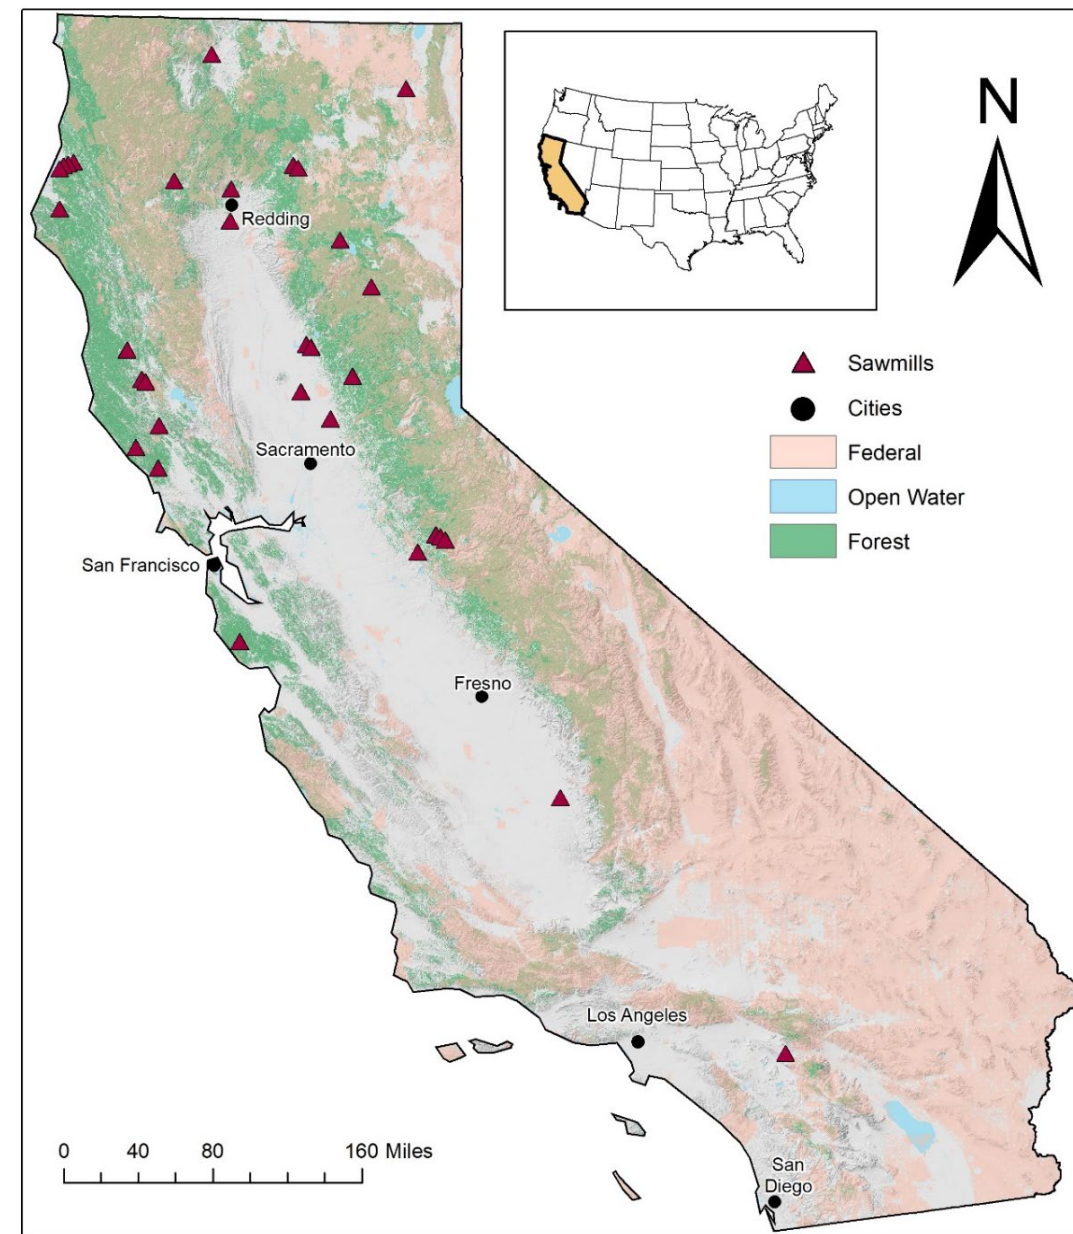 N
Redding
Sawmills
Cities
Sacramento
Federal
Open Water
Forest
San Francisco
Fresno
Los Angeles
0 40 80 160 Miles
San
Diego